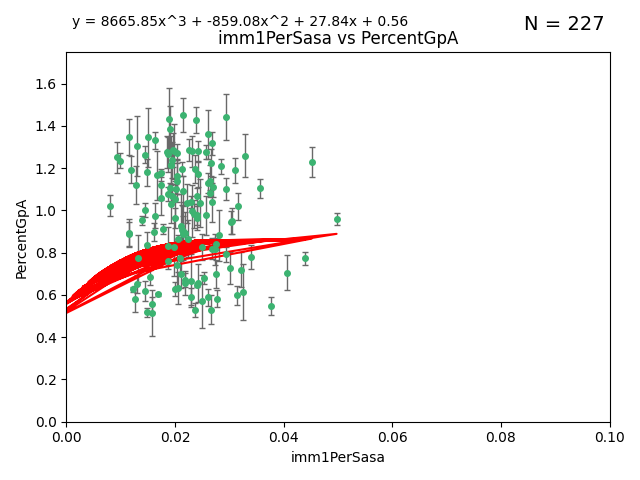 y = 8665.85x^3 + -859.08x^2 + 27.84x + 0.56
N = 227
imm1PerSasa vs PercentGpA
PercentGpA
1.6
1.4
1.2
1.0
0.8
0.6
0.4
0.2
0.0
0.00 0.02 0.04 0.06 0.08 0.10
imm1PerSasa